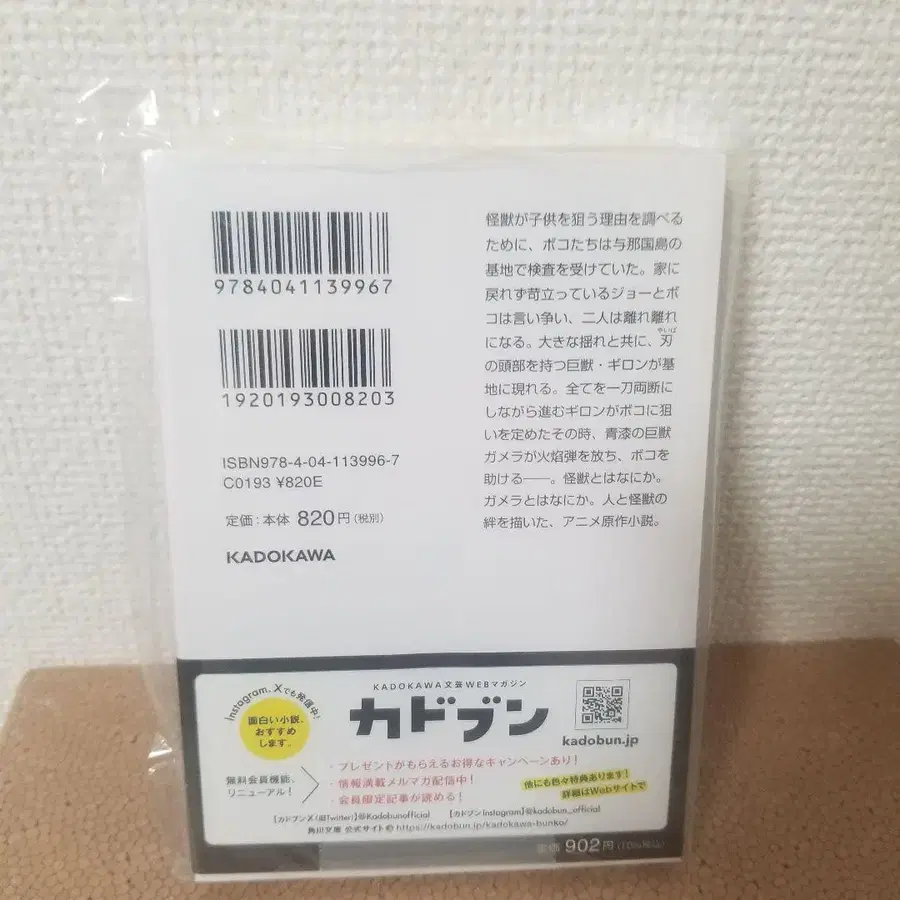 9784041139967
1920193008203
ISBN978-4-04-113996-7
C0193 ¥820E
定価：本体 820円（税別）
KADOKAWA
怪獣が子供を狙う理由を調べる
ために、ボコたちは与那国島の
基地で検査を受けていた。家に
戻れず苛立っているジョーとボ
コは言い争い、二人は離れ離れ
になる。大きな揺れと共に、刃
やいば
の頭部を持つ巨獣・ギロンが基
地に現れる。全てを一刀両断に
しながら進むギロンがボコに狙
いを定めたその時、青漆の巨獣
ガメラが火焰弾を放ち、ボコを
助ける――。怪獣とはなにか。
ガメラとはなにか。人と怪獣の
絆を描いた、アニメ原作小説。
Instagram、Xでも発信中！
面白い小説、
おすすめ
します。
KADOKAWA文芸WEBマガジン
カドブン
kadobun.jp
無料会員機能、
リニューアル！
・プレゼントがもらえるお得なキャンペーンあり！
・情報満載メルマガ配信中！
・会員限定記事が読める！
他にも色々特典あります！
詳細はWebサイトで
【カドブンX（旧Twitter）】@Kadobunofficial
【カドブンInstagram】@kadobun_official
角川文庫 公式サイト https://kadobun.jp/kadokawa-bunko/
定価 902円（10%税込）